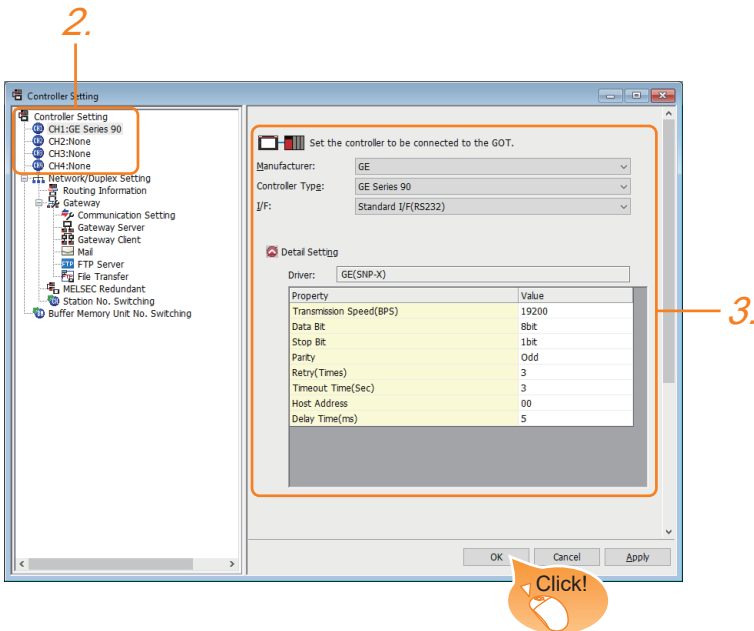 2.
Controller Setting
Controller Setting
CH1:GE Series 90
CH2:None
CH3:None
CH4:None
Network/Duplex Setting
Routing Information
Gateway
Communication Setting
Gateway Server
Gateway Client
Mail
FTP FTP Server
File Transfer
MELSEC Redundant
Station No. Switching
Buffer Memory Unit No. Switching
Set the controller to be connected to the GOT.
Manufacturer: GE
Controller Type: GE Series 90
I/F: Standard I/F(RS232)
Detail Setting
Driver: GE(SNP-X)
Property Value
Transmission Speed(BPS) 19200
Data Bit 8bit
Stop Bit 1bit
Parity Odd
Retry(Times) 3
Timeout Time(Sec) 3
Host Address 00
Delay Time(ms) 5
3.
OK Cancel Apply
Click!